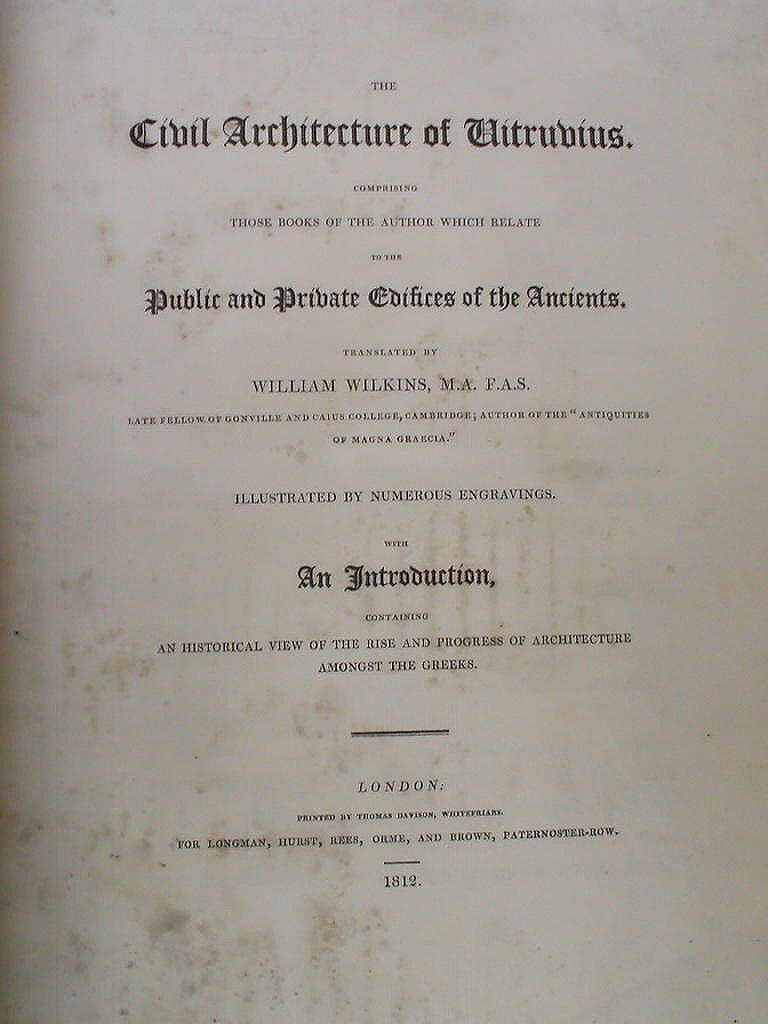 THE
Civil Architecture of Vitruvius.
COMPRISING
THOSE BOOKS OF THE AUTHOR WHICH RELATE
TO THE
Public and Private Edifices of the Ancients.
TRANSLATED BY
WILLIAM WILKINS, M.A. F.A.S.
LATE FELLOW OF GONVILLE AND CAIUS COLLEGE, CAMBRIDGE; AUTHOR OF THE "ANTIQUITIES
OF MAGNA GRAECIA."
ILLUSTRATED BY NUMEROUS ENGRAVINGS.
WITH
An Introduction,
CONTAINING
AN HISTORICAL VIEW OF THE RISE AND PROGRESS OF ARCHITECTURE
AMONGST THE GREEKS.
LONDON:
PRINTED BY THOMAS DAVISON, WHITEFRIARS.
FOR LONGMAN, HURST, REES, ORME, AND BROWN, PATERNOSTER-ROW.
1812.